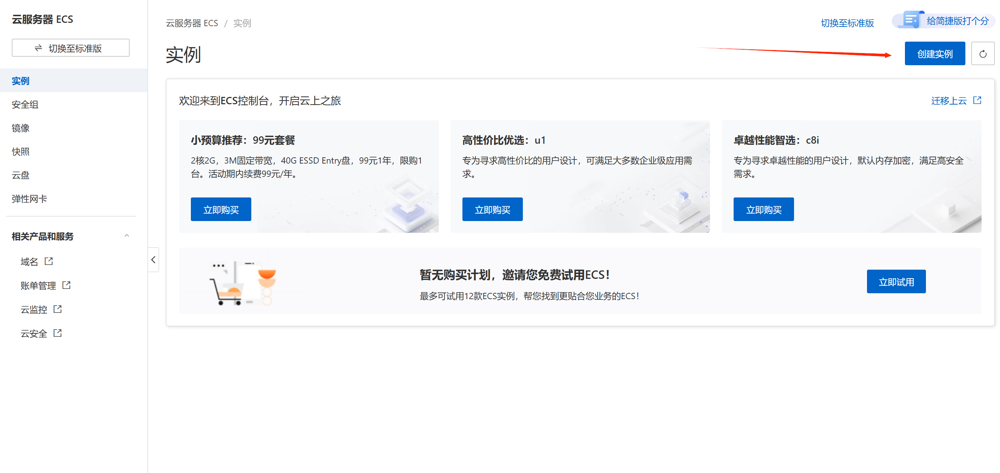 云服务器 ECS
切换至标准版
实例
安全组
镜像
快照
云盘
弹性网卡
相关产品和服务
域名
账单管理
云监控
云安全
云服务器 ECS / 实例
切换至标准版
给简捷版打个分
实例
创建实例
欢迎来到ECS控制台，开启云上之旅
迁移上云
小预算推荐：99元套餐
2核2G，3M固定带宽，40G ESSD Entry盘，99元1年，限购1
台。活动期内续费99元/年。
立即购买
高性价比优选：u1
专为寻求高性价比的用户设计，可满足大多数企业级应用需
求。
立即购买
卓越性能智选：c8i
专为寻求卓越性能的用户设计，默认内存加密，满足高安全
需求。
立即购买
暂无购买计划，邀请您免费试用ECS！
最多可试用12款ECS实例，帮您找到更贴合您业务的ECS！
立即试用